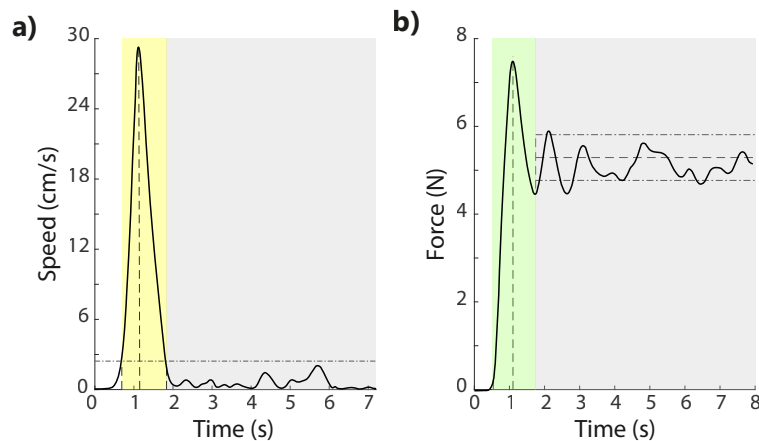 a)
30
24
18
12
6
0
Speed (cm/s)
0 1 2 3 4 5 6 7
Time (s)
b)
8
6
4
2
0
Force (N)
0 1 2 3 4 5 6 7 8
Time (s)